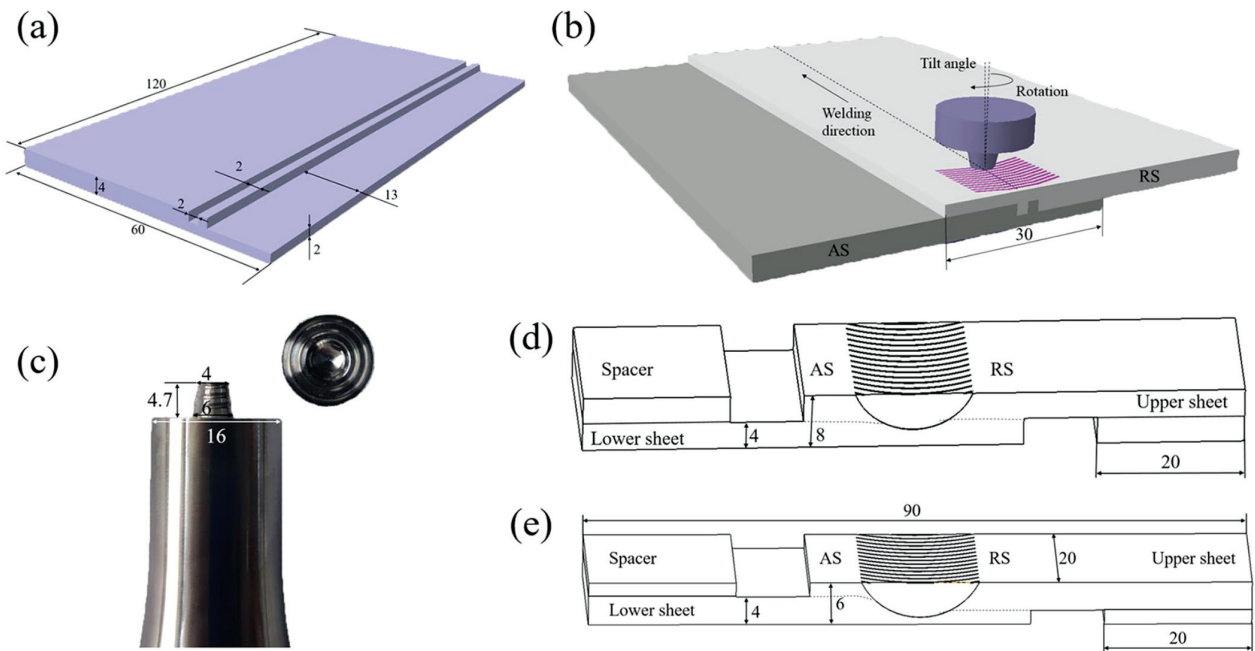 (a)
120
2
4
13
2
60
2
(b)
Tilt angle
Rotation
Welding
direction
RS
AS
30
(c)
4
4.7
6
16
(d)
Spacer
AS
RS
Upper sheet
Lower sheet
4
8
20
(e)
90
Spacer
AS
RS
20
Upper sheet
Lower sheet
4
6
20